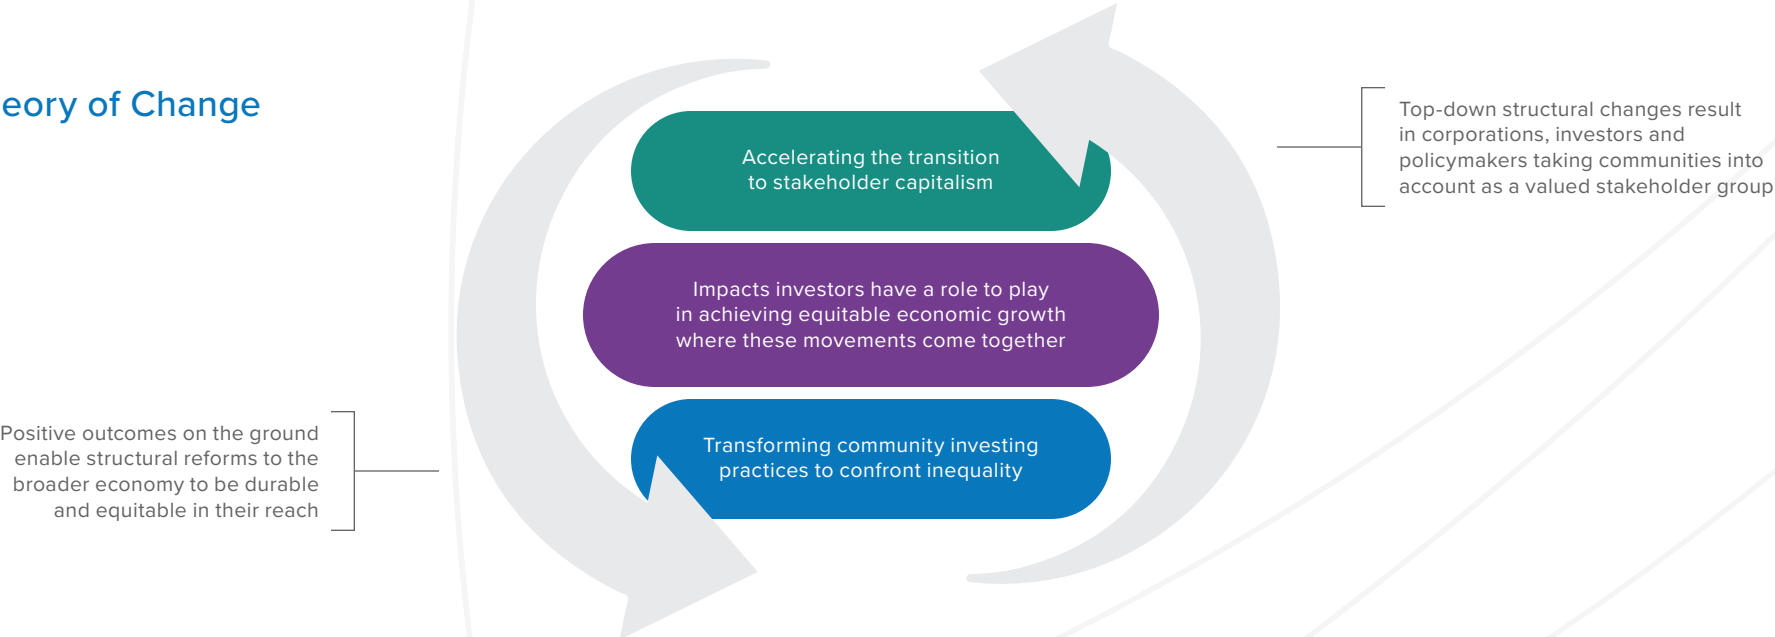 eory of Change
Accelerating the transition
to stakeholder capitalism
Top-down structural changes result
in corporations, investors and
policymakers taking communities into
account as a valued stakeholder group
Impacts investors have a role to play
in achieving equitable economic growth
where these movements come together
Positive outcomes on the ground
enable structural reforms to the
broader economy to be durable
and equitable in their reach
Transforming community investing
practices to confront inequality